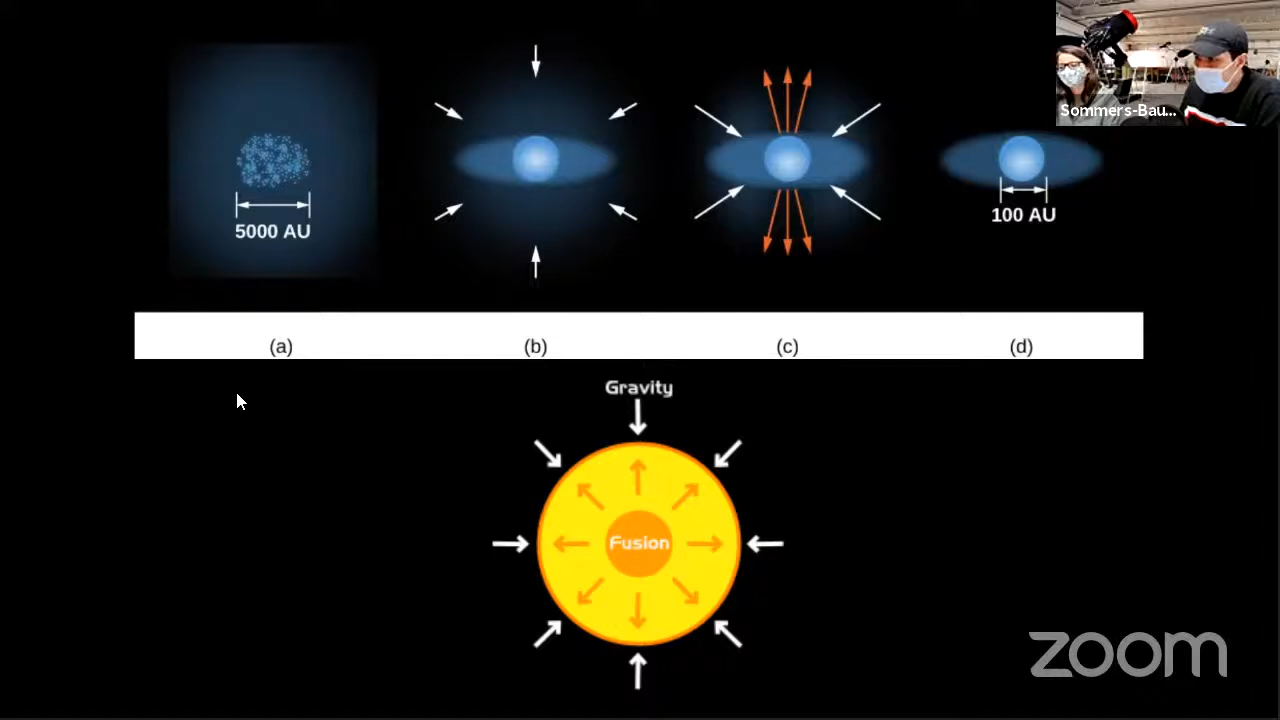 Sommers-Bau...
5000 AU
100 AU
(a) (b) (c) (d)
Gravity
Fusion
zoom